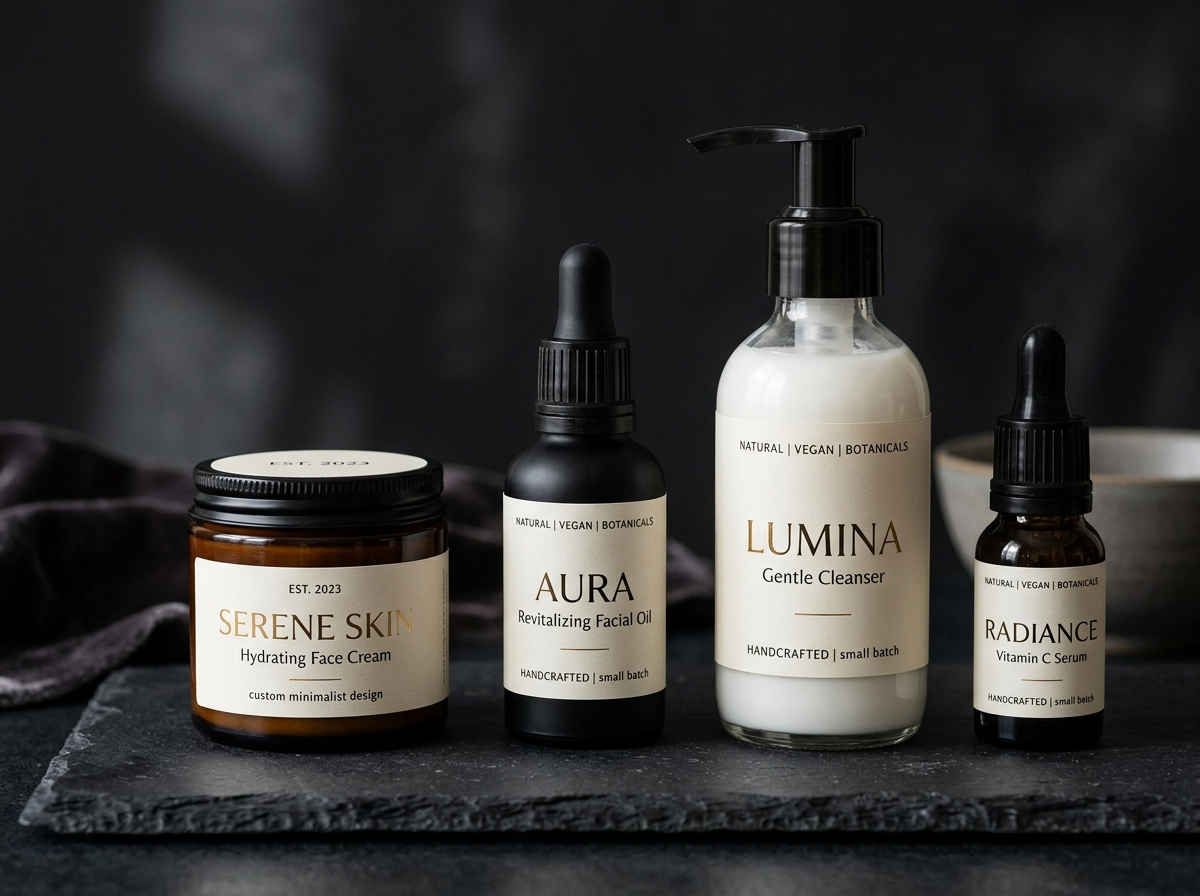 EST. 2023
EST. 2023
SERENE SKIN
Hydrating Face Cream
custom minimalist design
NATURAL | VEGAN | BOTANICALS
AURA
Revitalizing Facial Oil
HANDCRAFTED | small batch
NATURAL | VEGAN | BOTANICALS
LUMINA
Gentle Cleanser
HANDCRAFTED | small batch
NATURAL | VEGAN | BOTANICALS
RADIANCE
Vitamin C Serum
HANDCRAFTED | small belch